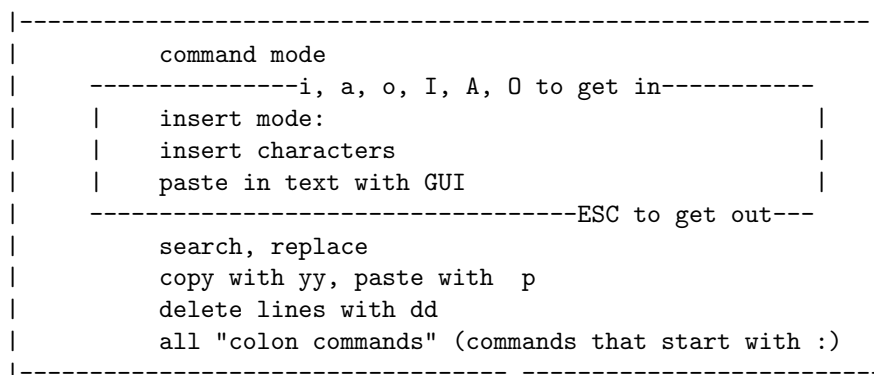 |-------------------------------------------------------------
|          command mode
|     ---------------i, a, o, I, A, O to get in-----------
|     |    insert mode:                                   |
|     |    insert characters                              |
|     |    paste in text with GUI                         |
|     -----------------------------------ESC to get out---
|          search, replace
|          copy with yy, paste with  p
|          delete lines with dd
|          all "colon commands" (commands that start with :)
|----------------------------------- --------------------------